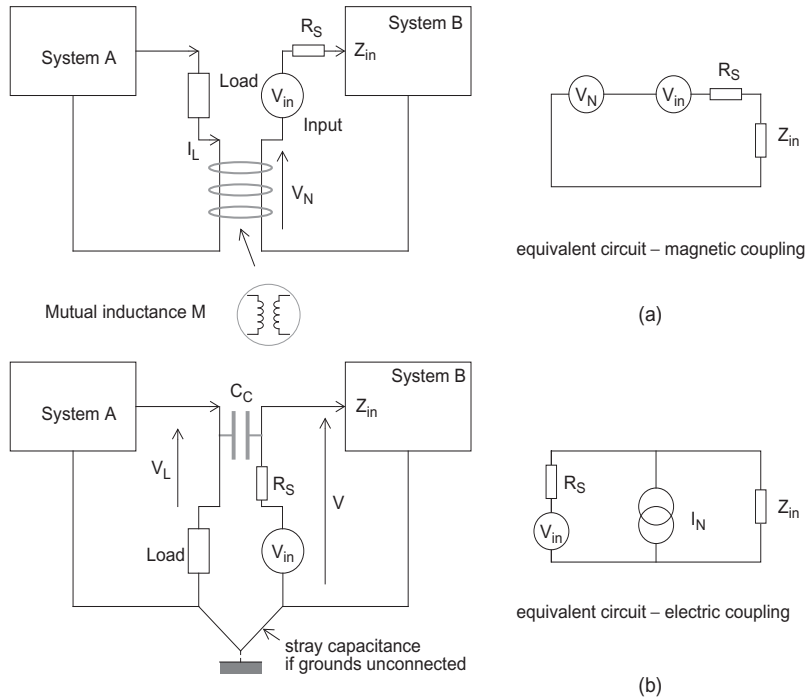 System A
System B
R_S
Z_in
Load
V_in
Input
I_L
V_N
Mutual inductance M
V_N
V_in
R_S
Z_in
equivalent circuit – magnetic coupling
(a)
System A
System B
C_C
Z_in
V_L
R_S
V
Load
V_in
stray capacitance
if grounds unconnected
R_S
V_in
I_N
Z_in
equivalent circuit – electric coupling
(b)